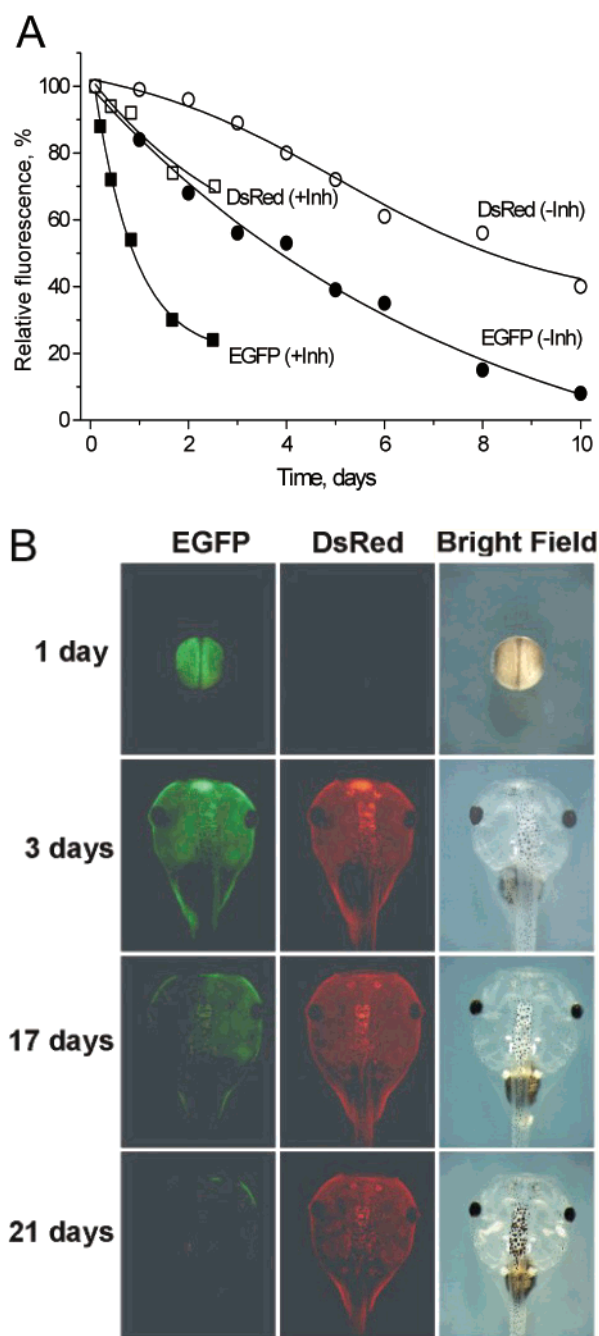 A
Relative fluorescence, %
100
80
60
40
20
0
DsRed (+Inh)
DsRed (-Inh)
EGFP (-Inh)
EGFP (+Inh)
0 2 4 6 8 10
Time, days
B
EGFP DsRed Bright Field
1 day
3 days
17 days
21 days